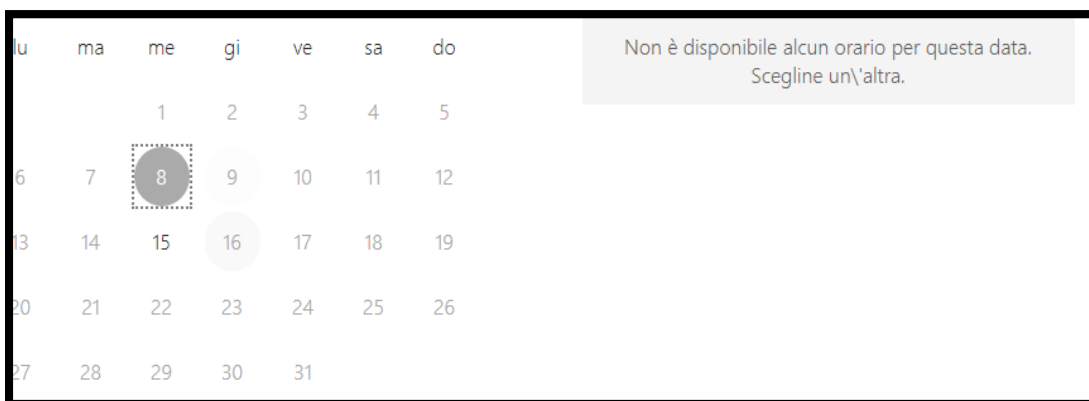 lu ma me gi ve sa do
Non è disponibile alcun orario per questa data.
Scegline un\'altra.
1 2 3 4 5
6 7 8 9 10 11 12
13 14 15 16 17 18 19
20 21 22 23 24 25 26
27 28 29 30 31